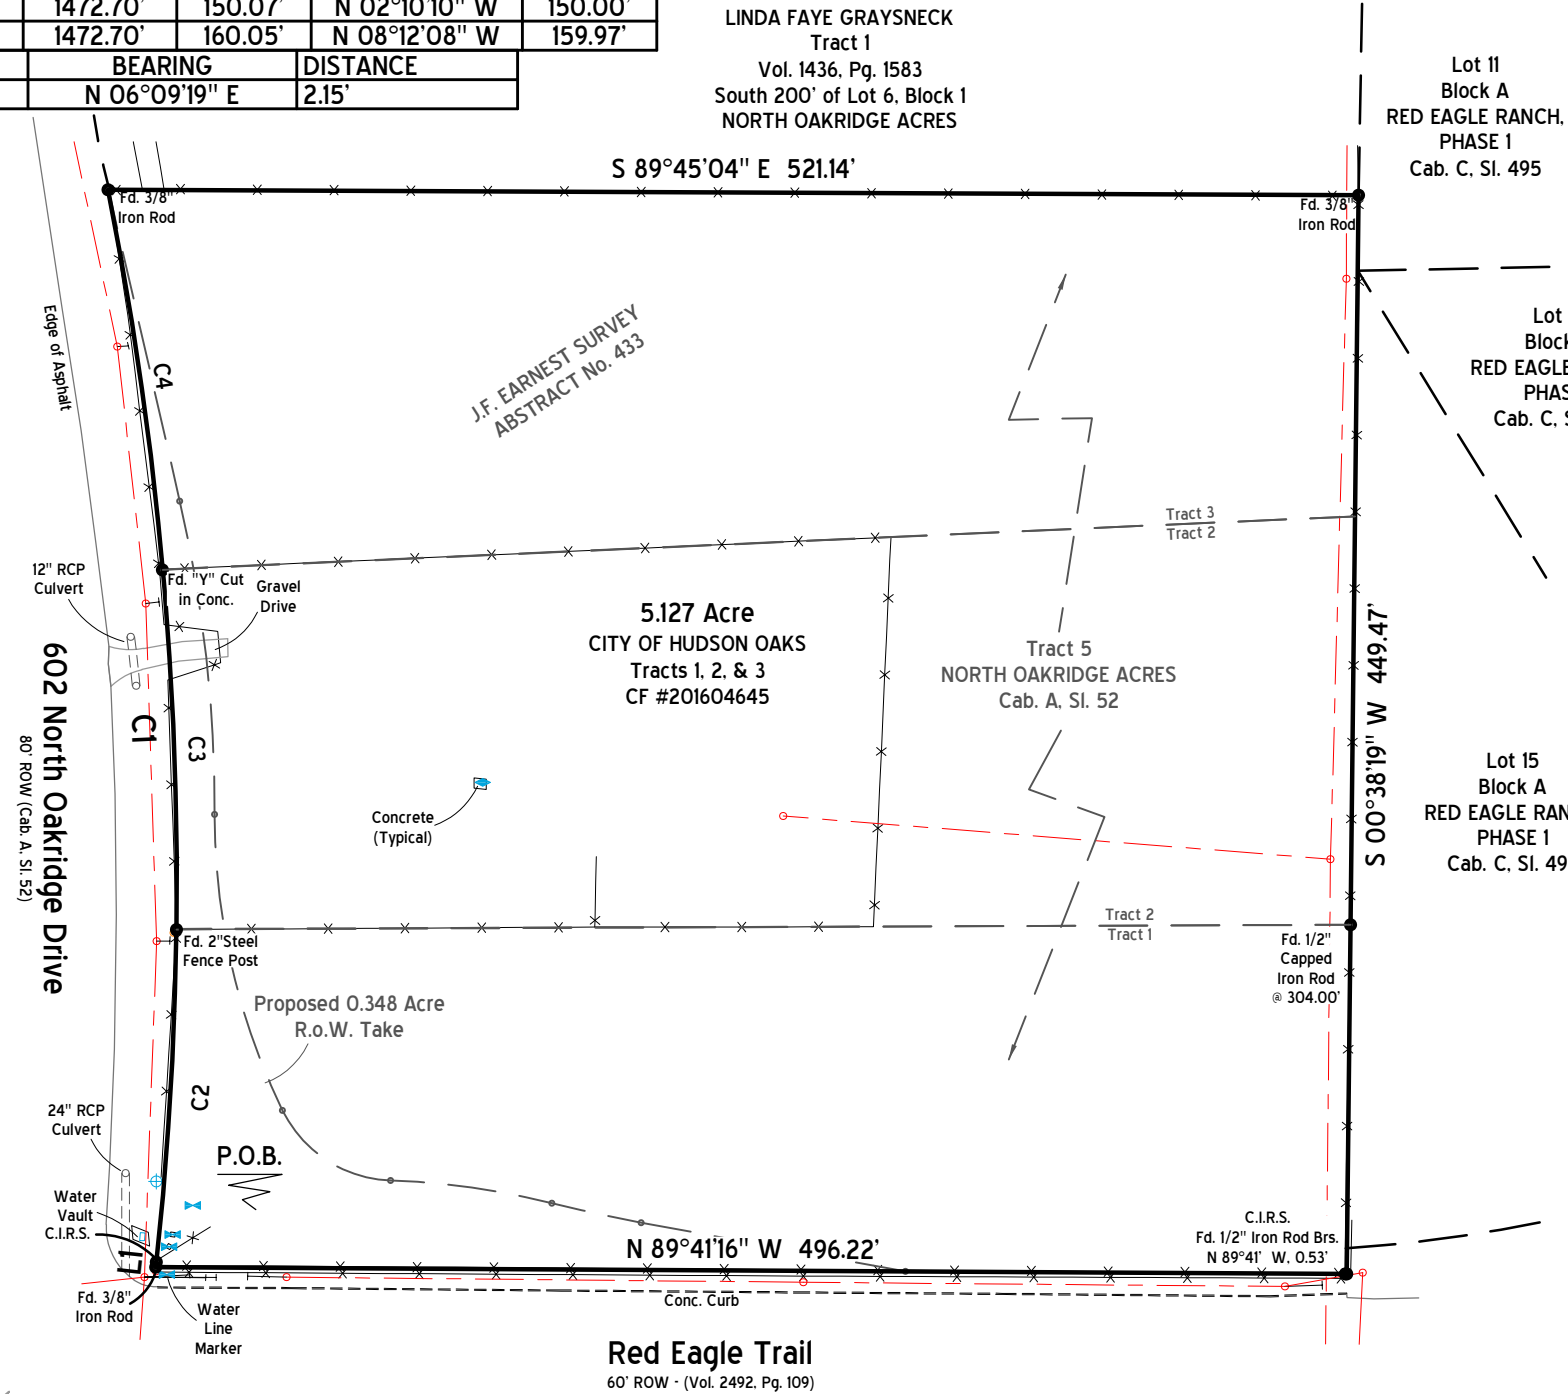 1472.70' 150.07' N 02°10'10" W 150.00'
1472.70' 160.05' N 08°12'08" W 159.97'
BEARING DISTANCE
N 06°09'19" E 2.15'
LINDA FAYE GRAYSNECK
Tract 1
Vol. 1436, Pg. 1583
South 200' of Lot 6, Block 1
NORTH OAKRIDGE ACRES
Lot 11
Block A
RED EAGLE RANCH,
PHASE 1
Cab. C, Sl. 495
S 89°45'04" E 521.14'
Fd. 3/8"
Iron Rod
Fd. 3/8"
Iron Rod
Edge of Asphalt
C4
J.F. EARNEST SURVEY
ABSTRACT No. 433
Lot
Block
RED EAGLE
PHAS
Cab. C, S
Tract 3
Tract 2
12" RCP
Culvert
Fd. "Y" Cut
in Conc.
Gravel
Drive
5.127 Acre
CITY OF HUDSON OAKS
Tracts 1, 2, & 3
CF #201604645
Tract 5
NORTH OAKRIDGE ACRES
Cab. A, Sl. 52
S 00°38'19" W 449.47'
602 North Oakridge Drive
80' ROW (Cab. A, Sl. 52)
C1
C3
Concrete
(Typical)
Lot 15
Block A
RED EAGLE RAN
PHASE 1
Cab. C, Sl. 49
Tract 2
Tract 1
Fd. 2"Steel
Fence Post
Fd. 1/2"
Capped
Iron Rod
@ 304.00'
Proposed 0.348 Acre
R.o.W. Take
C2
24" RCP
Culvert
P.O.B.
Water
Vault
C.I.R.S.
L1
N 89°41'16" W 496.22'
C.I.R.S.
Fd. 1/2" Iron Rod Brs.
N 89°41' W, 0.53'
Fd. 3/8"
Iron Rod
Water
Line
Marker
Conc. Curb
Red Eagle Trail
60' ROW - (Vol. 2492, Pg. 109)